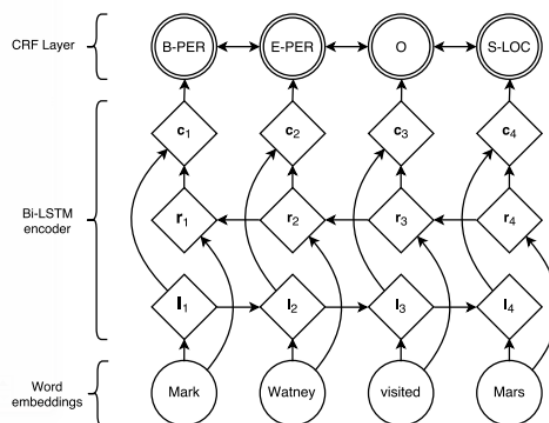 CRF Layer
B-PER E-PER O S-LOC
c1 c2 c3 c4
Bi-LSTM
encoder
r1 r2 r3 r4
l1 l2 l3 l4
Word
embeddings
Mark Watney visited Mars